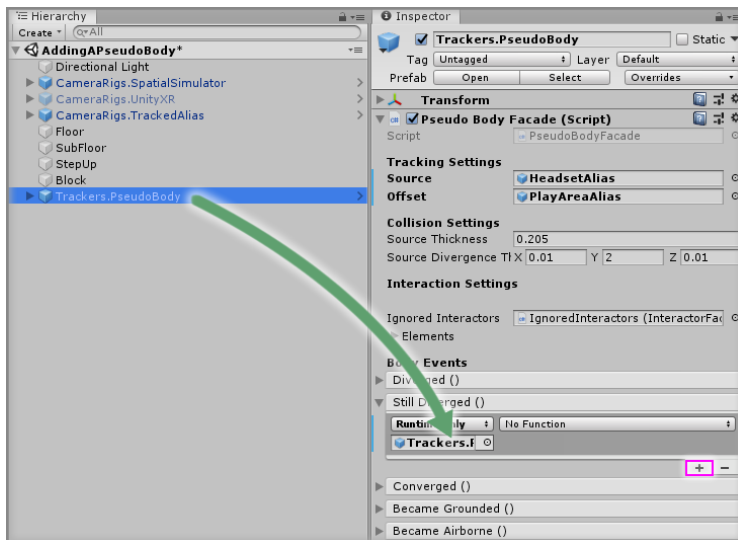 Hierarchy
Create
All
AddingAPseudoBody*
Directional Light
CameraRigs.SpatialSimulator
CameraRigs.UnityXR
CameraRigs.TrackedAlias
Floor
SubFloor
StepUp
Block
Trackers.PseudoBody
Inspector
Trackers.PseudoBody Static
Tag Untagged Layer Default
Prefab Open Select Overrides
Transform
Pseudo Body Facade (Script)
Script PseudoBodyFacade
Tracking Settings
Source HeadsetAlias
Offset PlayAreaAlias
Collision Settings
Source Thickness 0.205
Source Divergence Tl X 0.01 Y 2 Z 0.01
Interaction Settings
Ignored Interactors IgnoredInteractors (InteractorFac
Elements
Body Events
Diverged ()
Still Diverged ()
Runtime Only No Function
Trackers.F
+ −
Converged ()
Became Grounded ()
Became Airborne ()